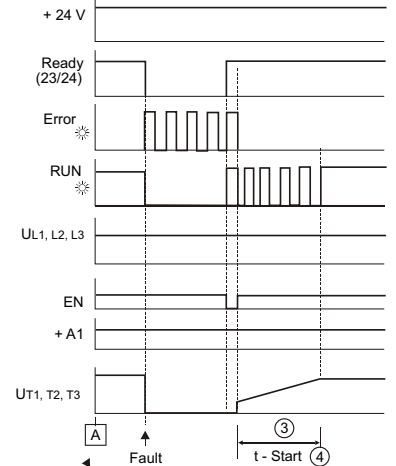 + 24 V
Ready
(23/24)
Error
RUN
UL1, L2, L3
EN
+ A1
UT1, T2, T3
A
Fault
3
t - Start 4